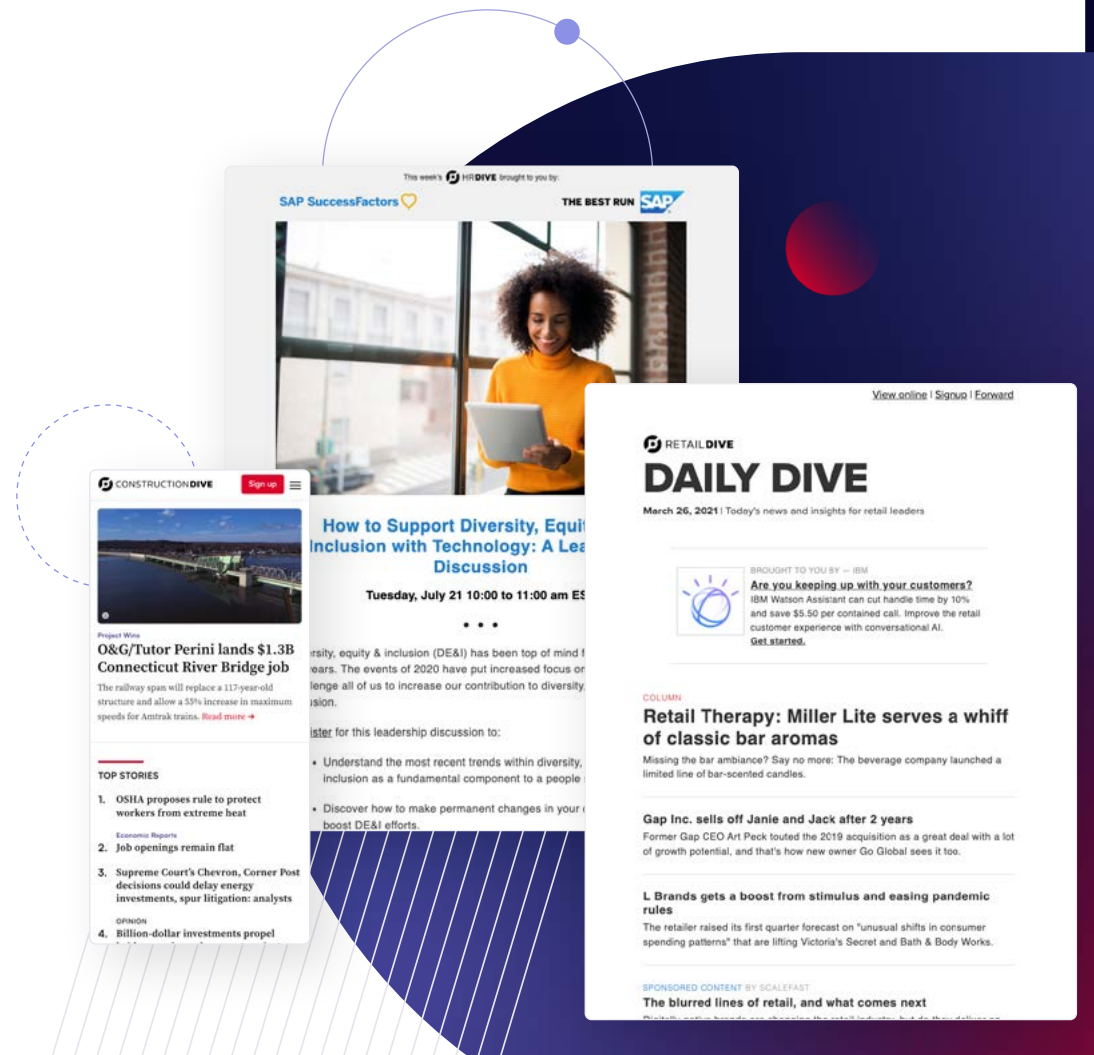 This week's HRDIVE brought to you by:
SAP SuccessFactors
THE BEST RUN SAP
How to Support Diversity, Equi
Inclusion with Technology: A Lea
Discussion
Tuesday, July 21 10:00 to 11:00 am ES
• • •
rsity, equity & inclusion (DE&I) has been top of mind
ears. The events of 2020 have put increased focus
lenge all of us to increase our contribution to diversity,
sion.
ister for this leadership discussion to:
• Understand the most recent trends within diversity,
inclusion as a fundamental component to a people
• Discover how to make permanent changes in your
boost DE&I efforts.
CONSTRUCTIONDIVE
Sign up
Project Wins
O&G/Tutor Perini lands $1.3B
Connecticut River Bridge job
The railway span will replace a 117-year-old
structure and allow a 55% increase in maximum
speeds for Amtrak trains. Read more →
TOP STORIES
1. OSHA proposes rule to protect
workers from extreme heat
Economic Reports
2. Job openings remain flat
3. Supreme Court's Chevron, Corner Post
decisions could delay energy
investments, spur litigation: analysts
OPINION
4. Billion-dollar investments propel
View online | Signup | Forward
RETAILDIVE
DAILY DIVE
March 26, 2021 | Today's news and insights for retail leaders
BROUGHT TO YOU BY — IBM
Are you keeping up with your customers?
IBM Watson Assistant can cut handle time by 10%
and save $5.50 per contained call. Improve the retail
customer experience with conversational AI.
Get started.
COLUMN
Retail Therapy: Miller Lite serves a whiff
of classic bar aromas
Missing the bar ambiance? Say no more: The beverage company launched a
limited line of bar-scented candles.
Gap Inc. sells off Janie and Jack after 2 years
Former Gap CEO Art Peck touted the 2019 acquisition as a great deal with a lot
of growth potential, and that's how new owner Go Global sees it too.
L Brands gets a boost from stimulus and easing pandemic
rules
The retailer raised its first quarter forecast on "unusual shifts in consumer
spending patterns" that are lifting Victoria's Secret and Bath & Body Works.
SPONSORED CONTENT BY SCALEFAST
The blurred lines of retail, and what comes next